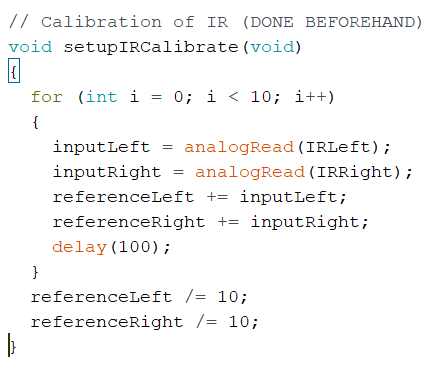 // Calibration of IR (DONE BEFOREHAND)
void setupIRCalibrate(void)
{
  for (int i = 0; i < 10; i++)
  {
    inputLeft = analogRead(IRLeft);
    inputRight = analogRead(IRRight);
    referenceLeft += inputLeft;
    referenceRight += inputRight;
    delay(100);
  }
  referenceLeft /= 10;
  referenceRight /= 10;
}